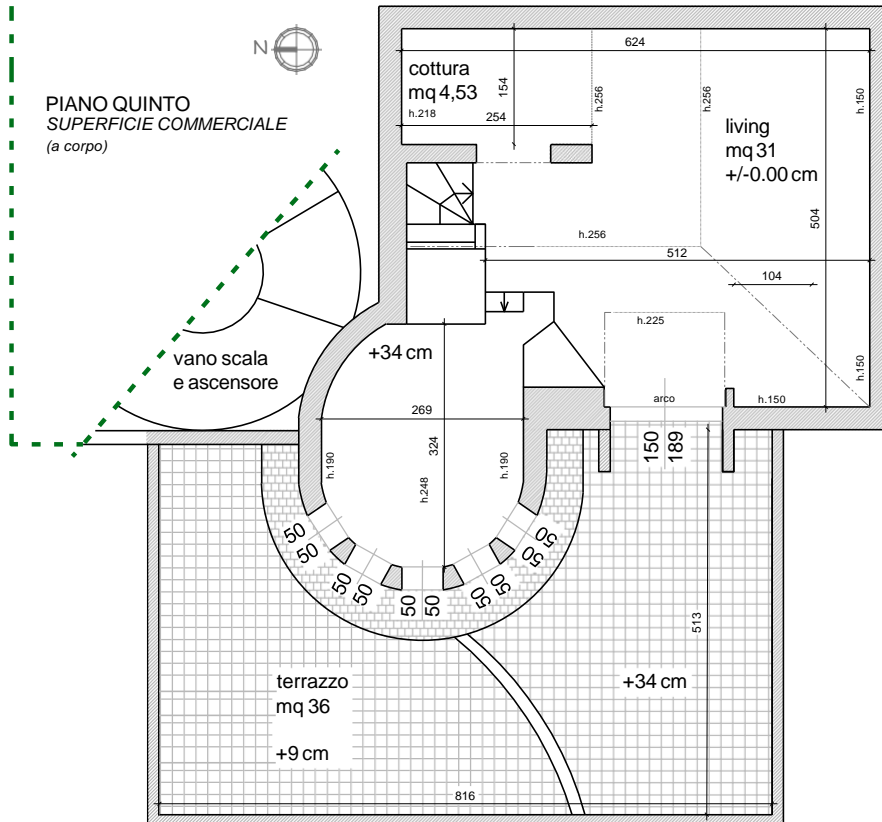 N
PIANO QUINTO
SUPERFICIE COMMERCIALE
(a corpo)
624
cottura
mq 4,53
h.218
154
254
h.256
h.256
h.150
living
mq 31
+/-0.00 cm
504
h.256
512
104
h.225
h.150
vano scala
e ascensore
+34 cm
269
324
h.190
h.248
h.190
arco
h.150
150
189
50
50
50
50
50
50
50
50
50
50
513
terrazzo
mq 36
+9 cm
+34 cm
816